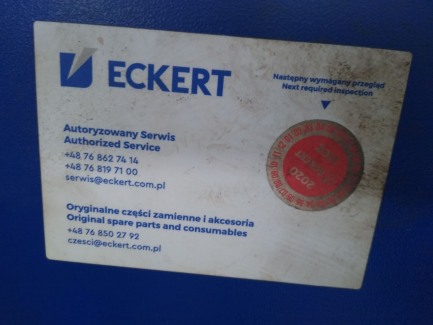 ECKERT
Następny wymagany przegląd
Next required inspection
Autoryzowany Serwis
Authorized Service
+48 76 862 74 14
+48 76 819 71 00
serwis@eckert.com.pl
2020
Oryginalne części zamienne i akcesoria
Original spare parts and consumables
+48 76 850 27 92
czesci@eckert.com.pl